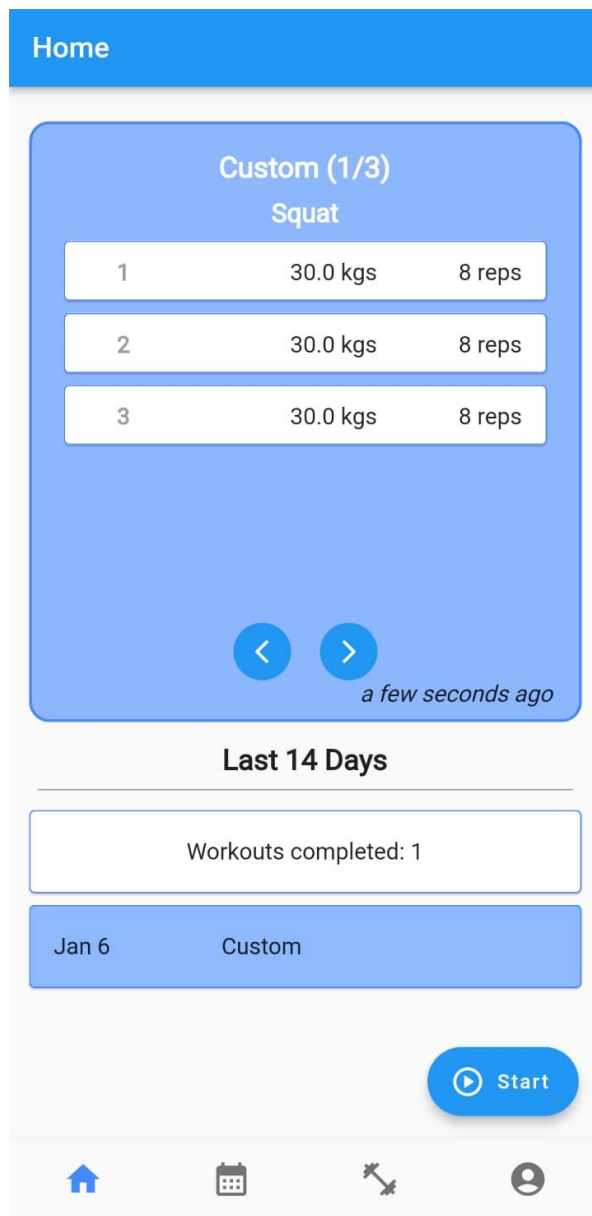 Home
Custom (1/3)
Squat
1 30.0 kgs 8 reps
2 30.0 kgs 8 reps
3 30.0 kgs 8 reps
a few seconds ago
Last 14 Days
Workouts completed: 1
Jan 6 Custom
Start